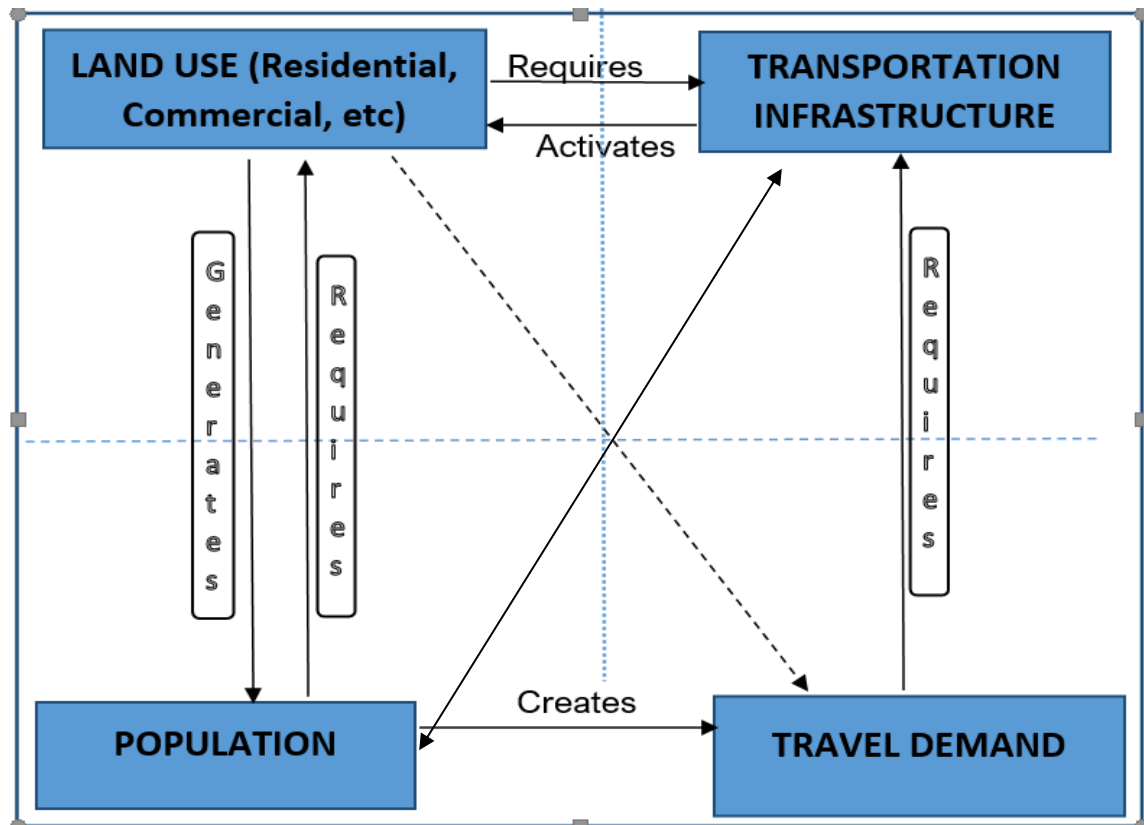 LAND USE (Residential,
Commercial, etc)
Requires
Activates
TRANSPORTATION
INFRASTRUCTURE
Generates
Requires
Requires
Creates
POPULATION
TRAVEL DEMAND